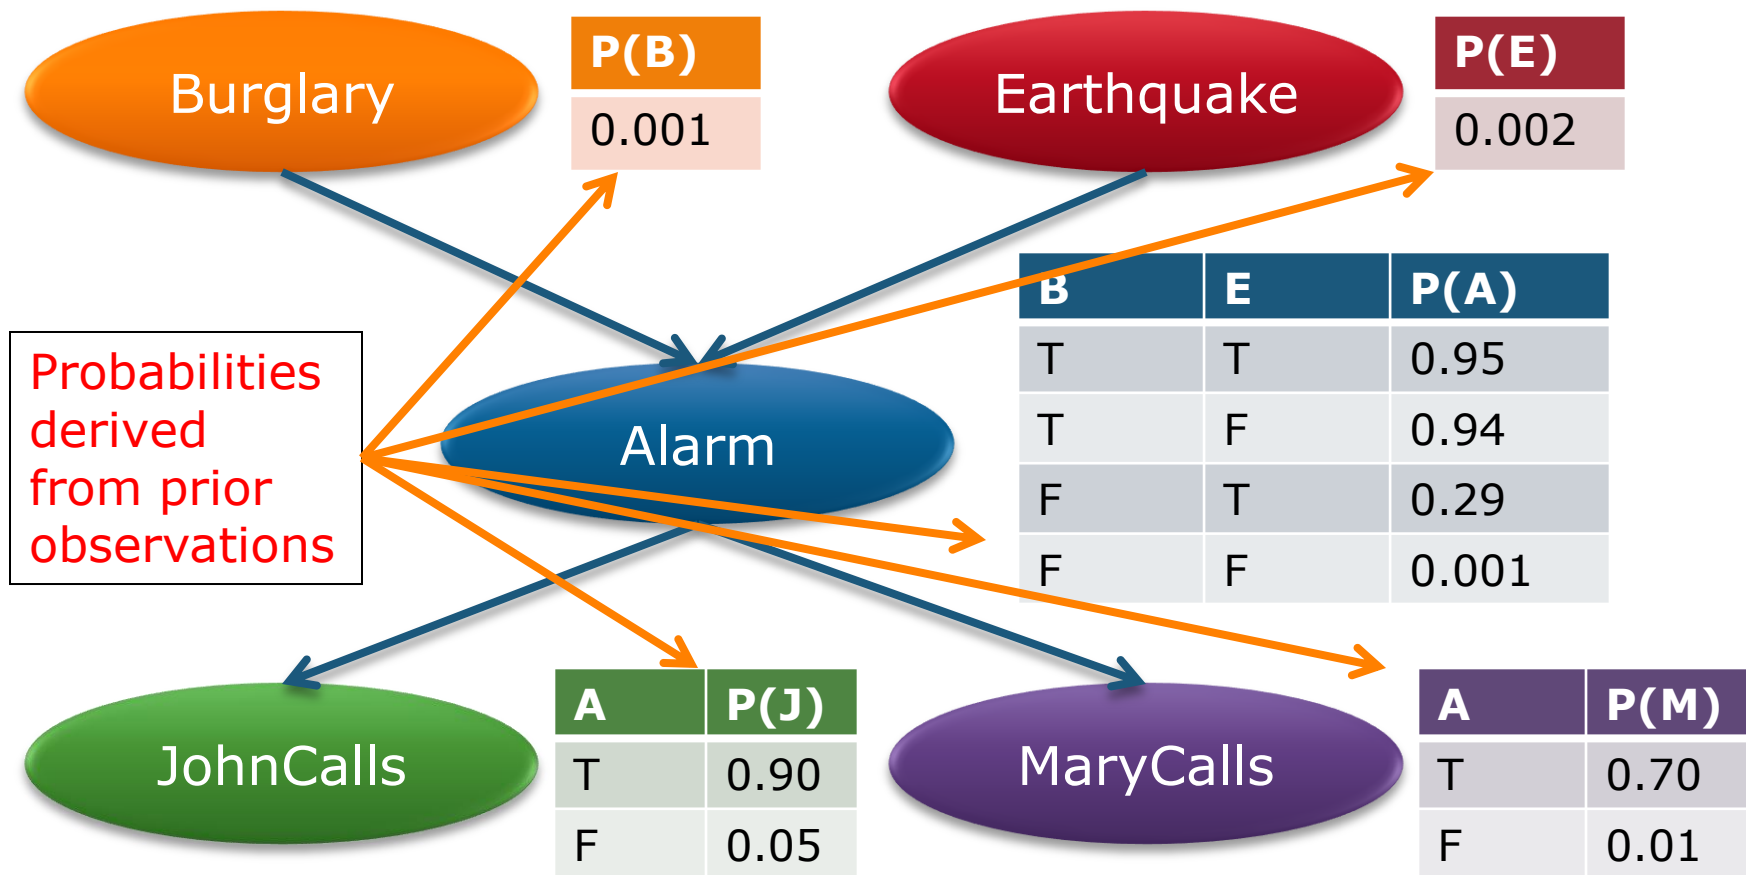 Burglary
P(B)
0.001
Earthquake
P(E)
0.002
B E P(A)
T T 0.95
T F 0.94
F T 0.29
F F 0.001
Probabilities
derived
from prior
observations
Alarm
JohnCalls
A P(J)
T 0.90
F 0.05
MaryCalls
A P(M)
T 0.70
F 0.01